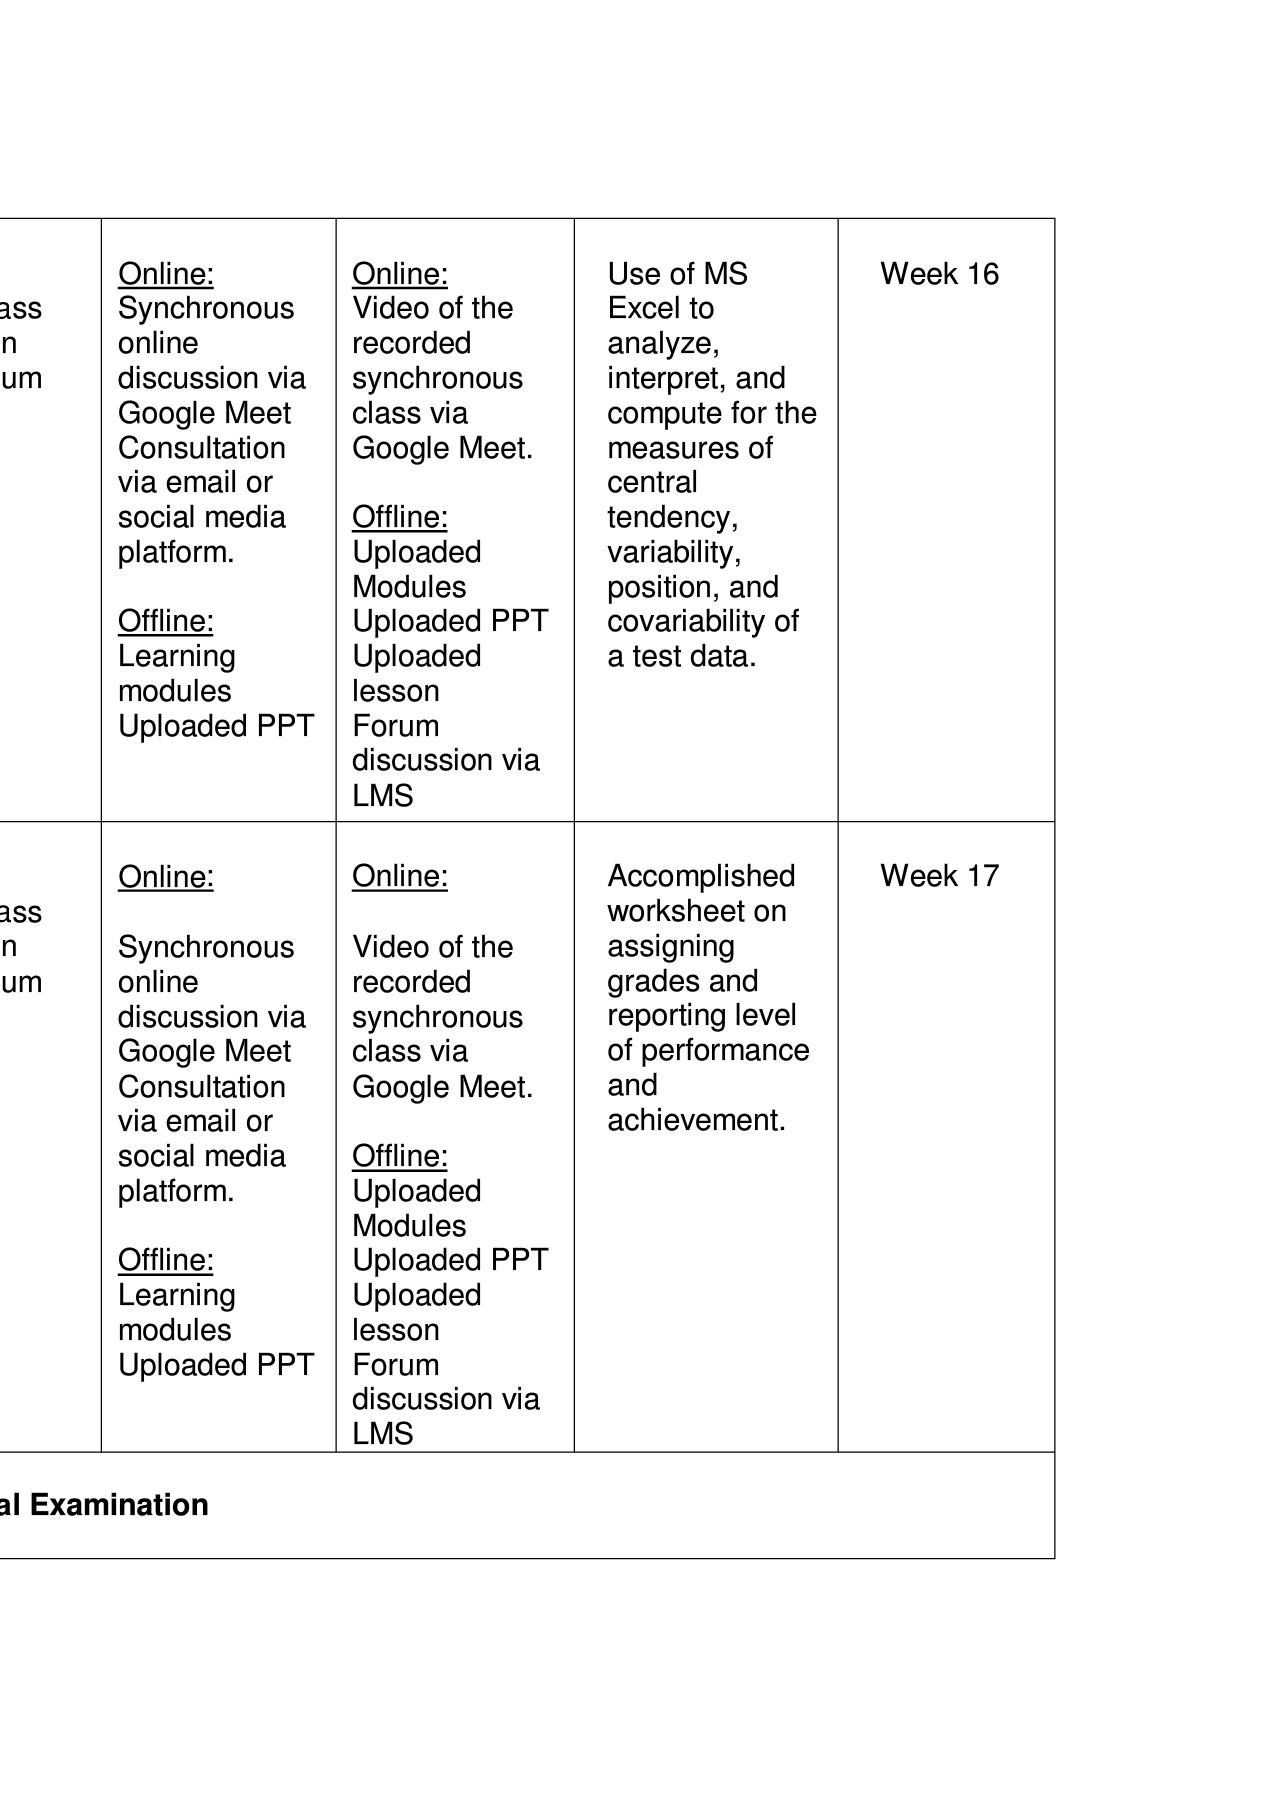 ass
n
um
Online:
Synchronous
online
discussion via
Google Meet
Consultation
via email or
social media
platform.
Offline:
Learning
modules
Uploaded PPT
Online:
Video of the
recorded
synchronous
class via
Google Meet.
Offline:
Uploaded
Modules
Uploaded PPT
Uploaded
lesson
Forum
discussion via
LMS
Use of MS
Excel to
analyze,
interpret, and
compute for the
measures of
central
tendency,
variability,
position, and
covariability of
a test data.
Week 16
ass
n
um
Online:
Synchronous
online
discussion via
Google Meet
Consultation
via email or
social media
platform.
Offline:
Learning
modules
Uploaded PPT
Online:
Video of the
recorded
synchronous
class via
Google Meet.
Offline:
Uploaded
Modules
Uploaded PPT
Uploaded
lesson
Forum
discussion via
LMS
Accomplished
worksheet on
assigning
grades and
reporting level
of performance
and
achievement.
Week 17
al Examination